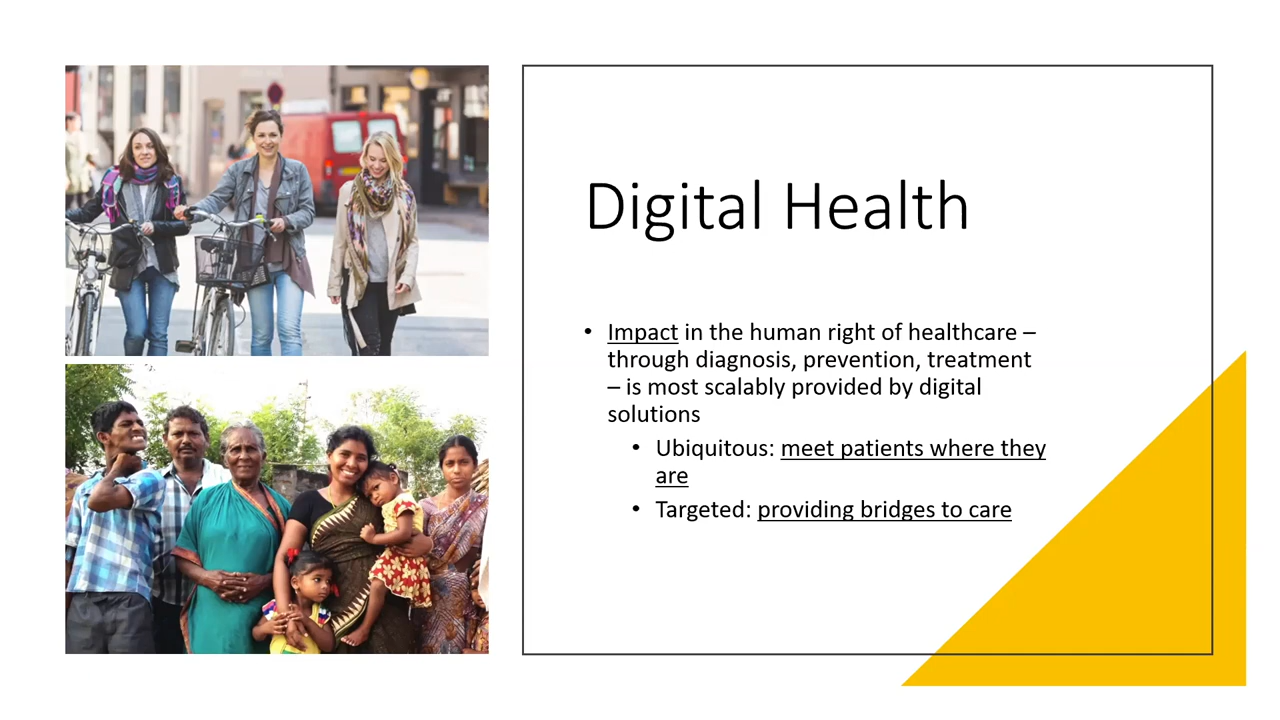 Digital Health
• Impact in the human right of healthcare –
through diagnosis, prevention, treatment
– is most scalably provided by digital
solutions
• Ubiquitous: meet patients where they
are
• Targeted: providing bridges to care